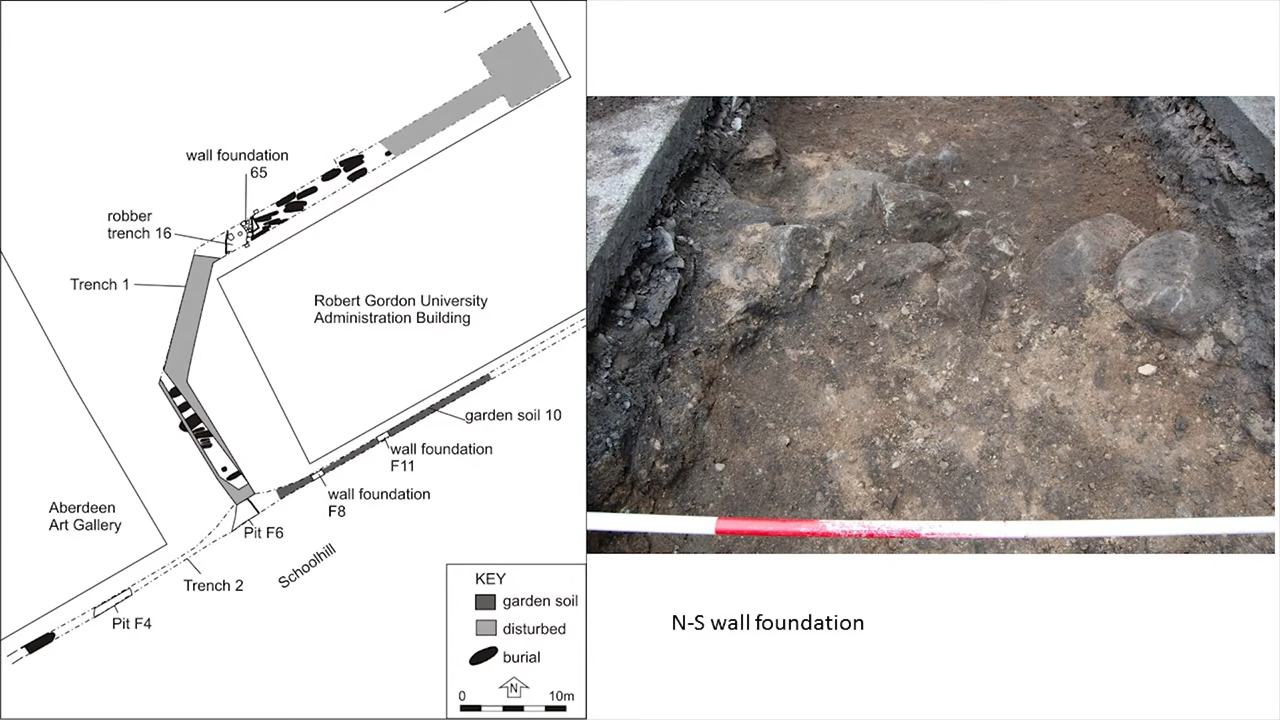 wall foundation
65
robber
trench 16
Trench 1
Robert Gordon University
Administration Building
garden soil 10
wall foundation
F11
wall foundation
F8
Aberdeen
Art Gallery
Pit F6
Schoolhill
Trench 2
Pit F4
KEY
garden soil
disturbed
burial
N
0 10m
N-S wall foundation